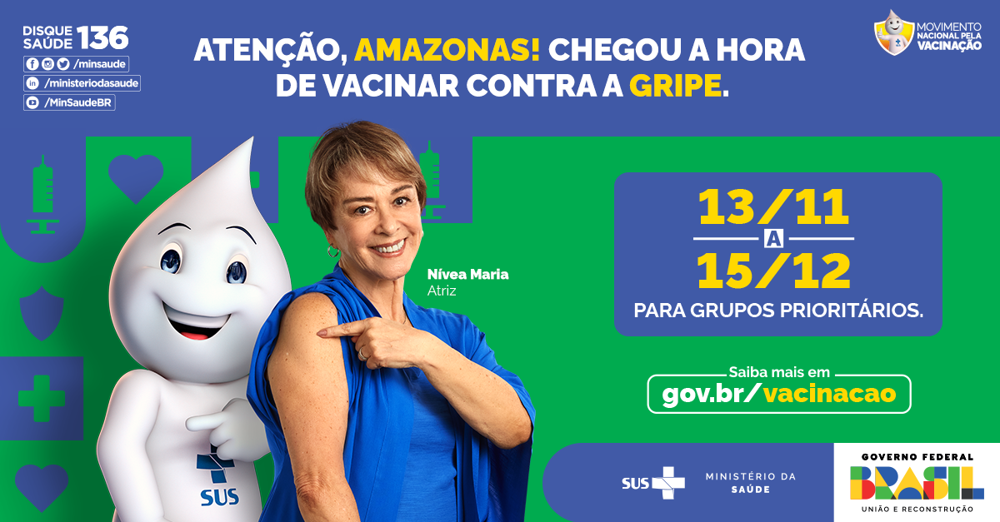 DISQUE
SAÚDE 136
/minsaude
/ministeriodasaude
/MinSaudeBR
ATENÇÃO, AMAZONAS! CHEGOU A HORA
DE VACINAR CONTRA A GRIPE.
MOVIMENTO
NACIONAL PELA
VACINAÇÃO
Nívea Maria
Atriz
13/11
A
15/12
PARA GRUPOS PRIORITÁRIOS.
Saiba mais em
gov.br/vacinacao
SUS
SUS
MINISTÉRIO DA
SAÚDE
GOVERNO FEDERAL
BRASIL
UNIÃO E RECONSTRUÇÃO